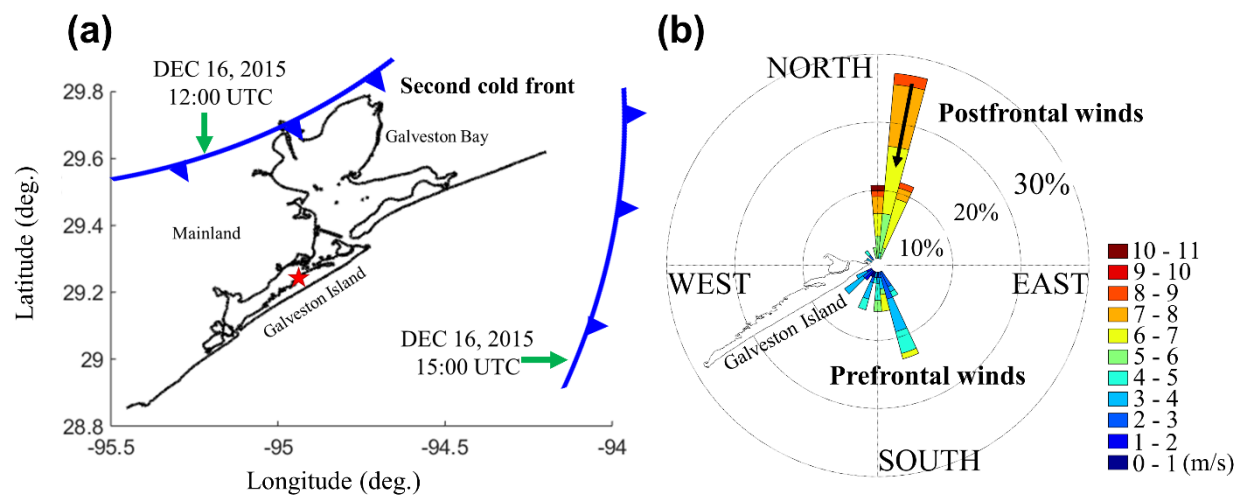 (a)
DEC 16, 2015
12:00 UTC
Second cold front
Galveston Bay
Mainland
Galveston Island
DEC 16, 2015
15:00 UTC
29.8
29.6
29.4
29.2
29
28.8
-95.5
-95
-94.5
-94
Latitude (deg.)
Longitude (deg.)
(b)
NORTH
Postfrontal winds
30%
20%
10%
WEST
EAST
Galveston Island
Prefrontal winds
SOUTH
10 - 11
9 - 10
8 - 9
7 - 8
6 - 7
5 - 6
4 - 5
3 - 4
2 - 3
1 - 2
0 - 1 (m/s)